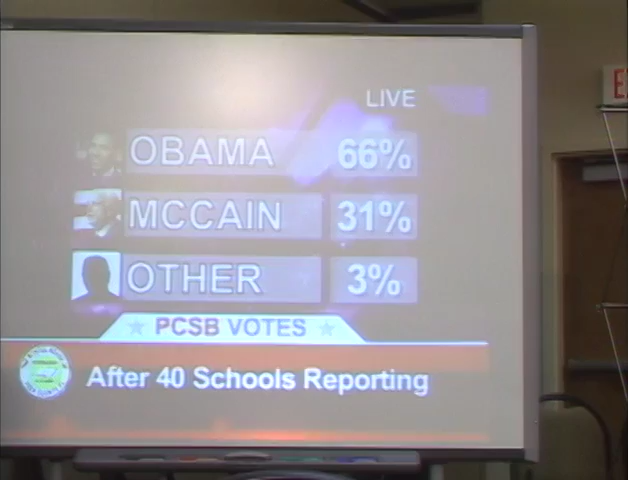 LIVE
OBAMA 66%
MCCAIN 31%
OTHER 3%
PCSB VOTES
After 40 Schools Reporting